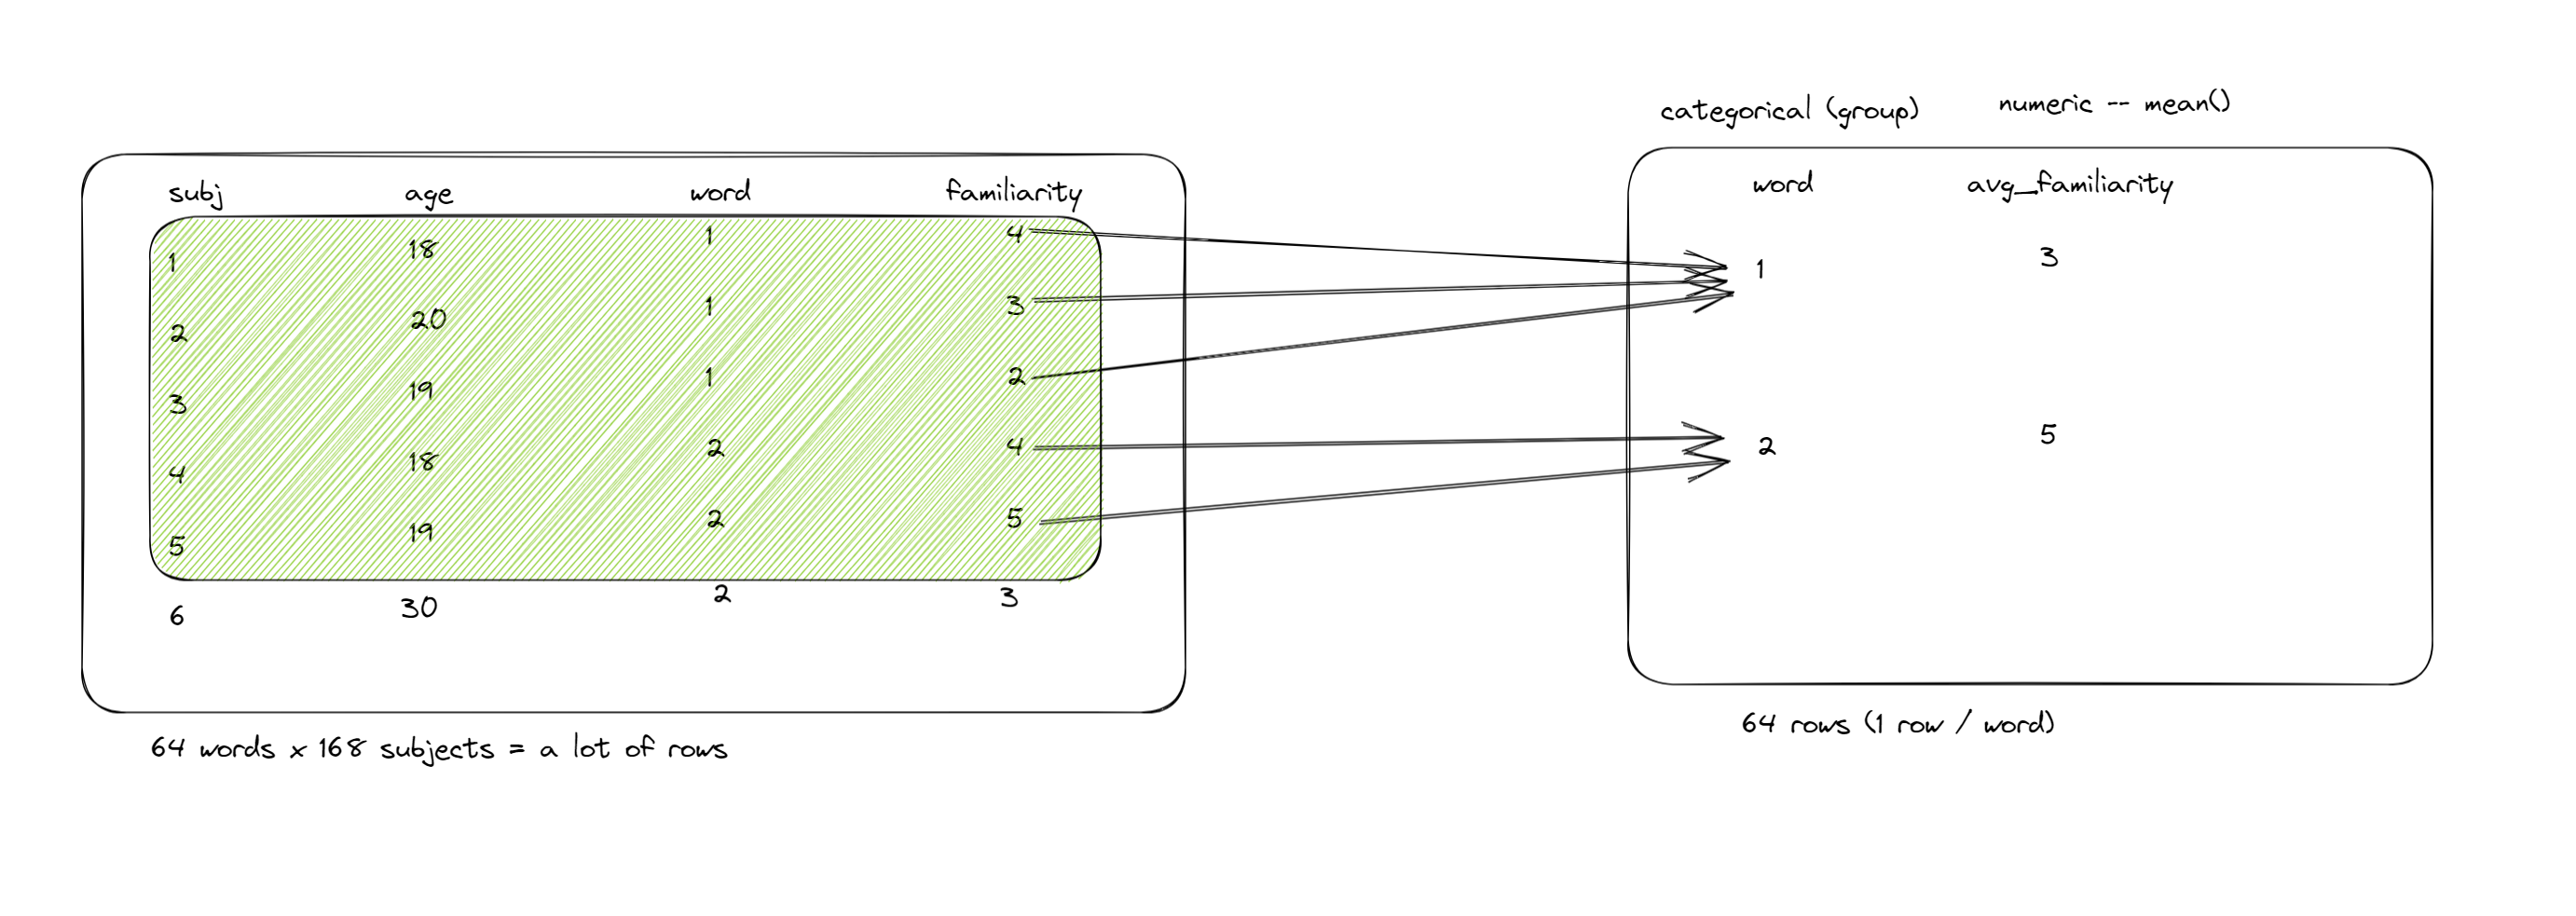 categorical (group) numeric -- mean()
subj age word familiarity
1 18 1 4
2 20 1 3
3 19 1 2
4 18 2 4
5 19 2 5
6 30 2 3
64 words x 168 subjects = a lot of rows
word avg_familiarity
1 3
2 5
64 rows (1 row / word)